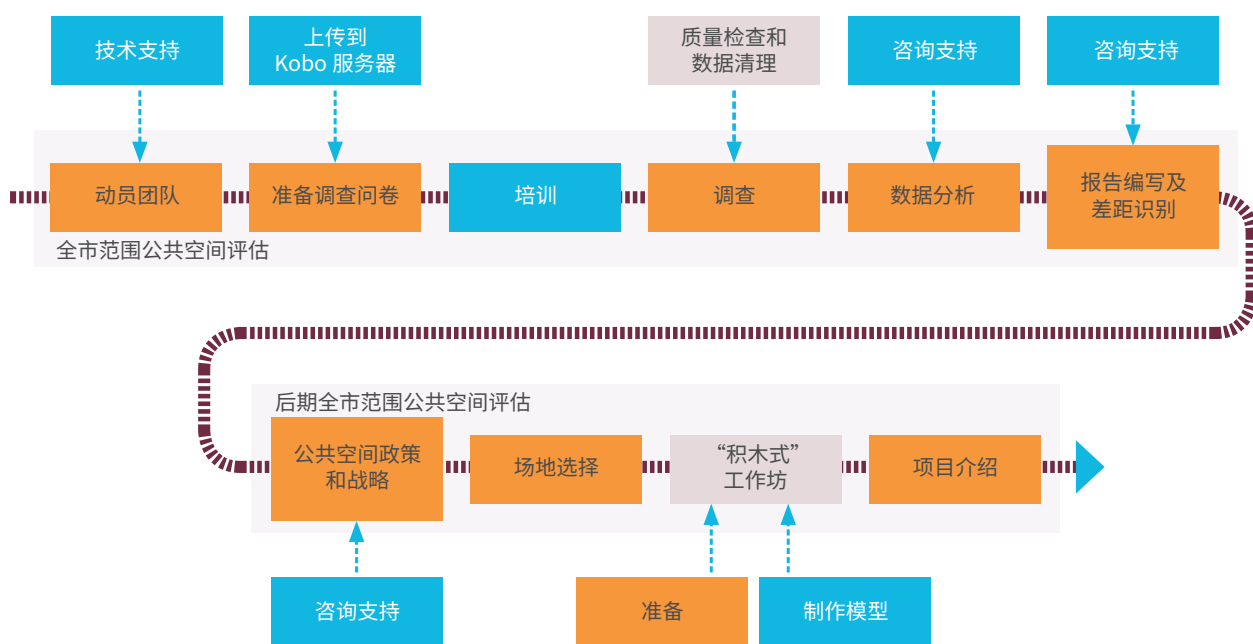 技术支持
上传到
Kobo 服务器
质量检查和
数据清理
咨询支持
咨询支持
动员团队
准备调查问卷
培训
调查
数据分析
报告编写及
差距识别
全市范围公共空间评估
后期全市范围公共空间评估
公共空间政策
和战略
场地选择
“积木式”
工作坊
项目介绍
咨询支持
准备
制作模型